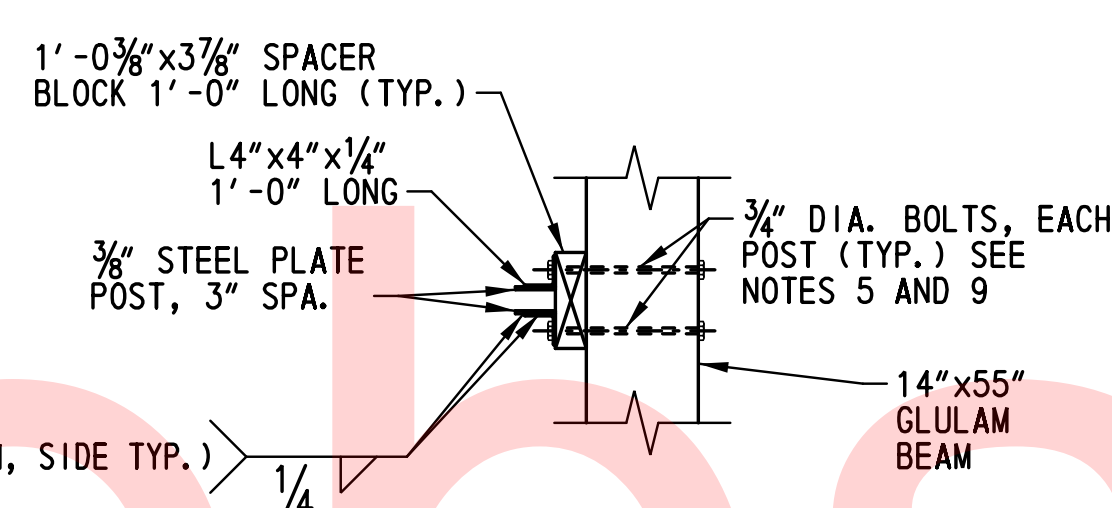 1'-0⅜"x3⅞" SPACER
BLOCK 1'-0" LONG (TYP.)
L4"x4"x¼"
1'-0" LONG
⅜" STEEL PLATE
POST, 3" SPA.
¾" DIA. BOLTS, EACH
POST (TYP.) SEE
NOTES 5 AND 9
14"x55"
GLULAM
BEAM
, SIDE TYP.)
1/4